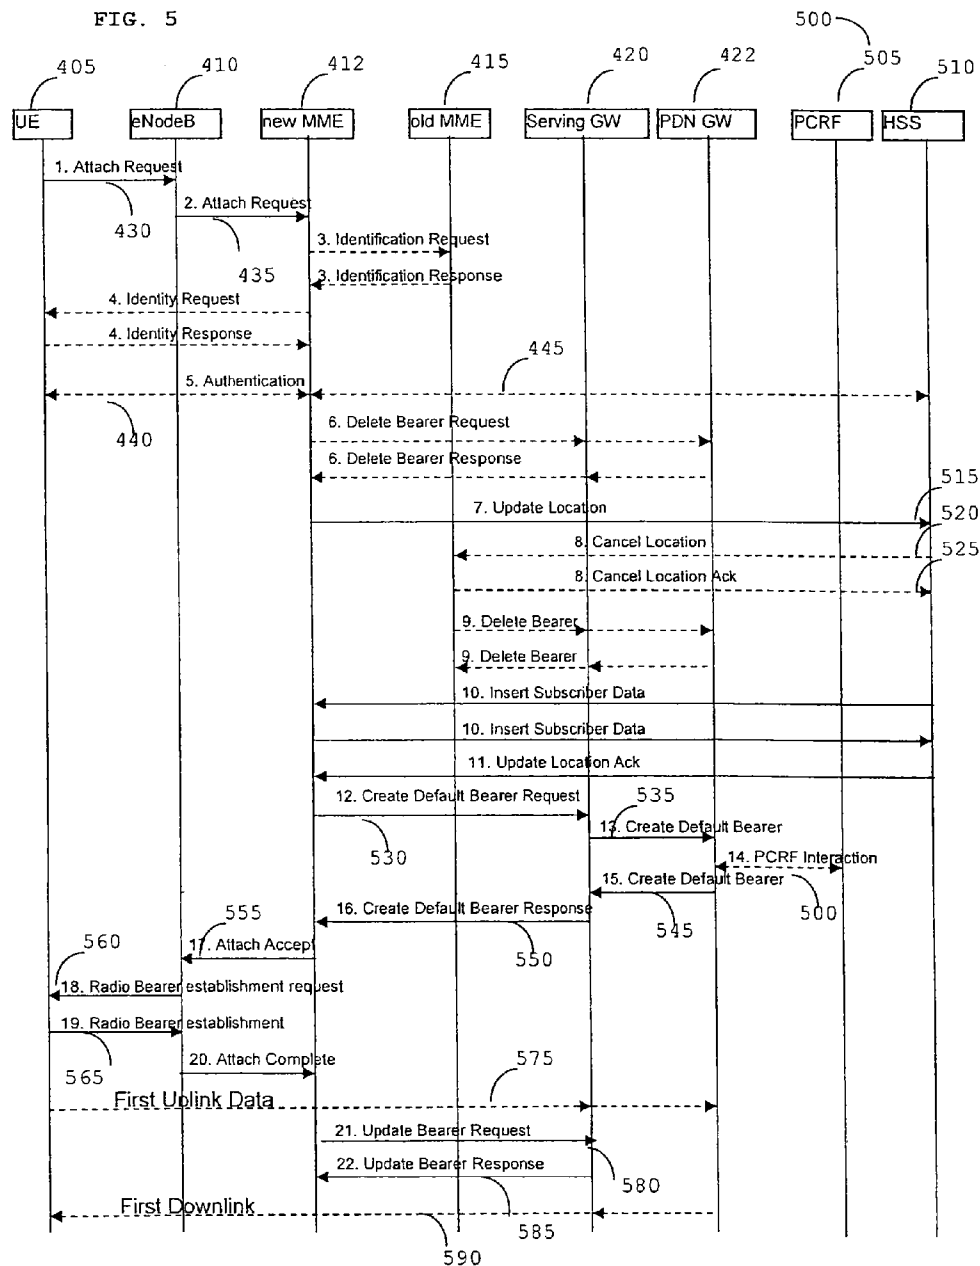 FIG. 5
500
405
410
412
415
420
422
505
510
UE
eNodeB
new MME
old MME
Serving GW
PDN GW
PCRF
HSS
1. Attach Request
430
2. Attach Request
435
3. Identification Request
3. Identification Response
4. Identity Request
4. Identity Response
445
5. Authentication
440
6. Delete Bearer Request
6. Delete Bearer Response
515
7. Update Location
520
8. Cancel Location
525
8. Cancel Location Ack
9. Delete Bearer
9. Delete Bearer
10. Insert Subscriber Data
10. Insert Subscriber Data
11. Update Location Ack
12. Create Default Bearer Request
535
13. Create Default Bearer
530
14. PCRF Interaction
15. Create Default Bearer
500
16. Create Default Bearer Response
545
555
550
17. Attach Accept
560
18. Radio Bearer establishment request
19. Radio Bearer establishment
20. Attach Complete
565
575
First Uplink Data
21. Update Bearer Request
22. Update Bearer Response
580
First Downlink
585
590